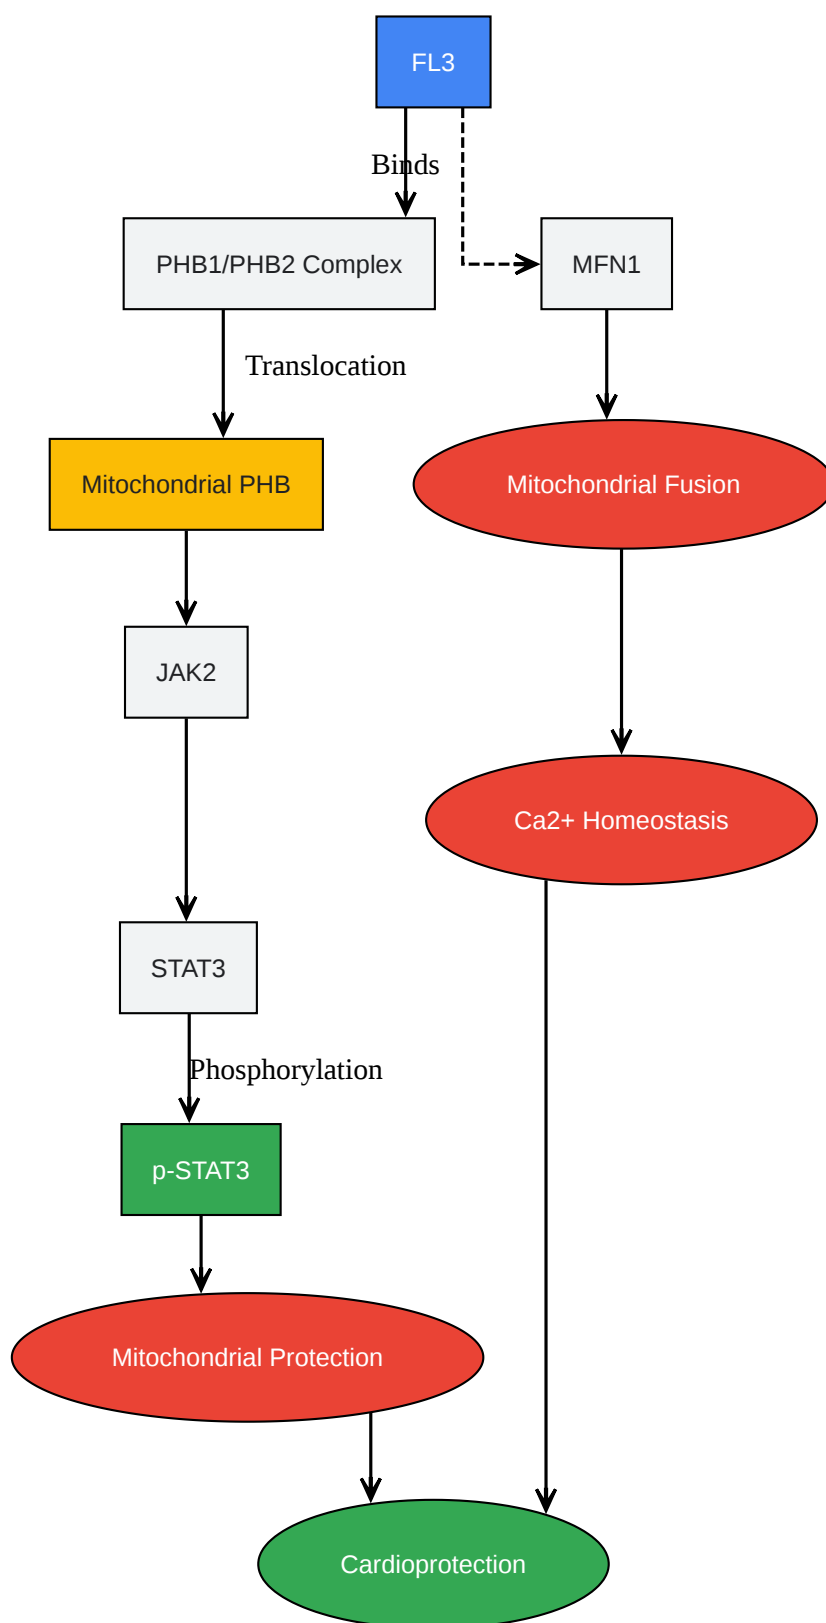 FL3
Binds
PHB1/PHB2 Complex
MFN1
Translocation
Mitochondrial PHB
Mitochondrial Fusion
JAK2
Ca2+ Homeostasis
STAT3
Phosphorylation
p-STAT3
Mitochondrial Protection
Cardioprotection